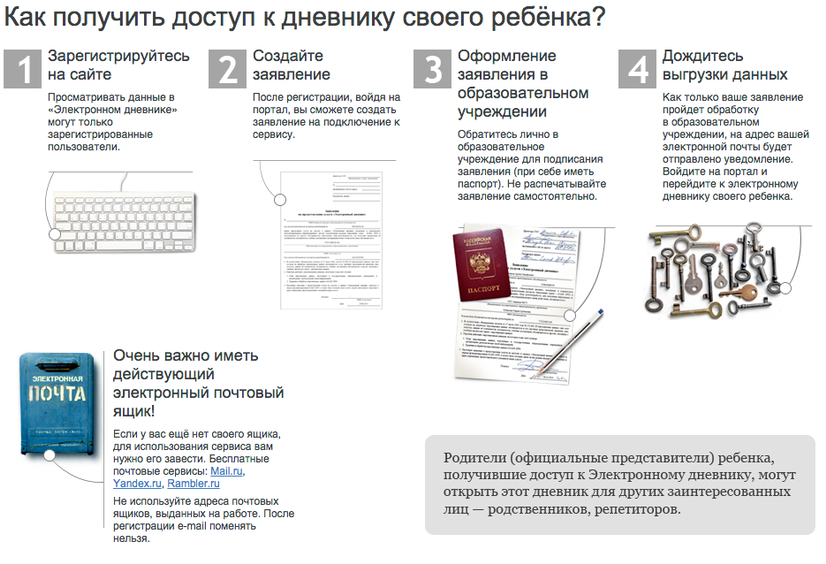 Как получить доступ к дневнику своего ребёнка?
1
Зарегистрируйтесь
на сайте
Просматривать данные в
«Электронном дневнике»
могут только
зарегистрированные
пользователи.
2
Создайте
заявление
После регистрации, войдя на
портал, вы сможете создать
заявление на подключение к
сервису.
3
Оформление
заявления в
образовательном
учреждении
Обратитесь лично в
образовательное
учреждение для подписания
заявления (при себе иметь
паспорт). Не распечатывайте
заявление самостоятельно.
4
Дождитесь
выгрузки данных
Как только ваше заявление
пройдет обработку
в образовательном
учреждении, на адрес вашей
электронной почты будет
отправлено уведомление.
Войдите на портал и
перейдите к электронному
дневнику своего ребенка.
Заявление
Заявление
ПАСПОРТ
ЭЛЕКТРОННАЯ
ПОЧТА
Очень важно иметь
действующий
электронный почтовый
ящик!
Если у вас ещё нет своего ящика,
для использования сервиса вам
нужно его завести. Бесплатные
почтовые сервисы: Mail.ru,
Yandex.ru, Rambler.ru
Не используйте адреса почтовых
ящиков, выданных на работе. После
регистрации e-mail поменять
нельзя.
Родители (официальные представители) ребенка,
получившие доступ к Электронному дневнику, могут
открыть этот дневник для других заинтересованных
лиц — родственников, репетиторов.